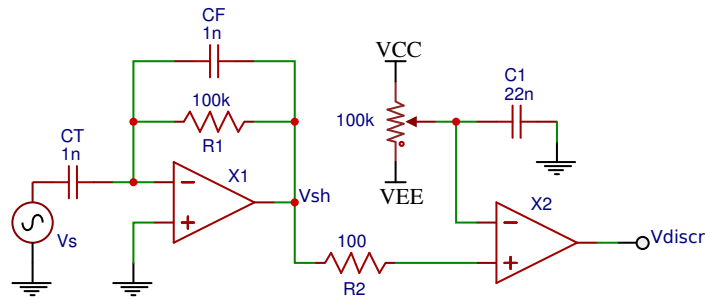 CF
1n
VCC
C1
22n
100k
R1
100k
CT
1n
X1
VEE
Vsh
X2
Vs
100
R2
Vdiscr